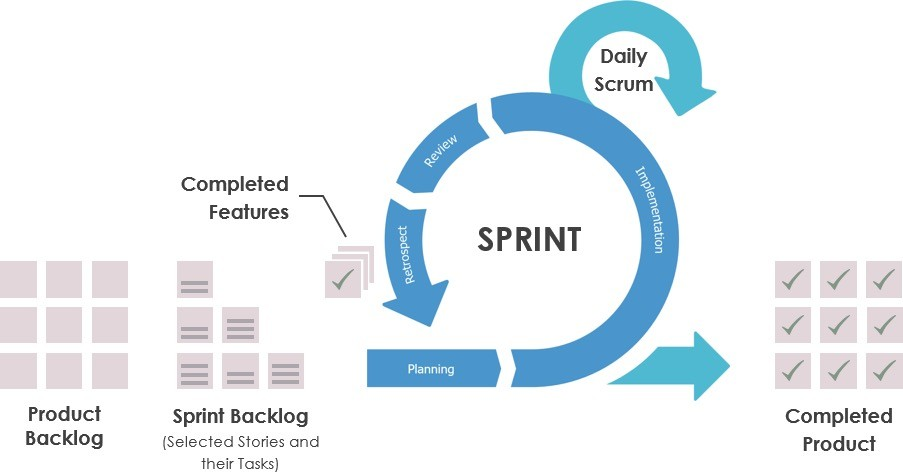 Daily
Scrum
Review
Implementation
Completed
Features
SPRINT
Retrospect
Planning
Product
Backlog
Sprint Backlog
(Selected Stories and
their Tasks)
Completed
Product